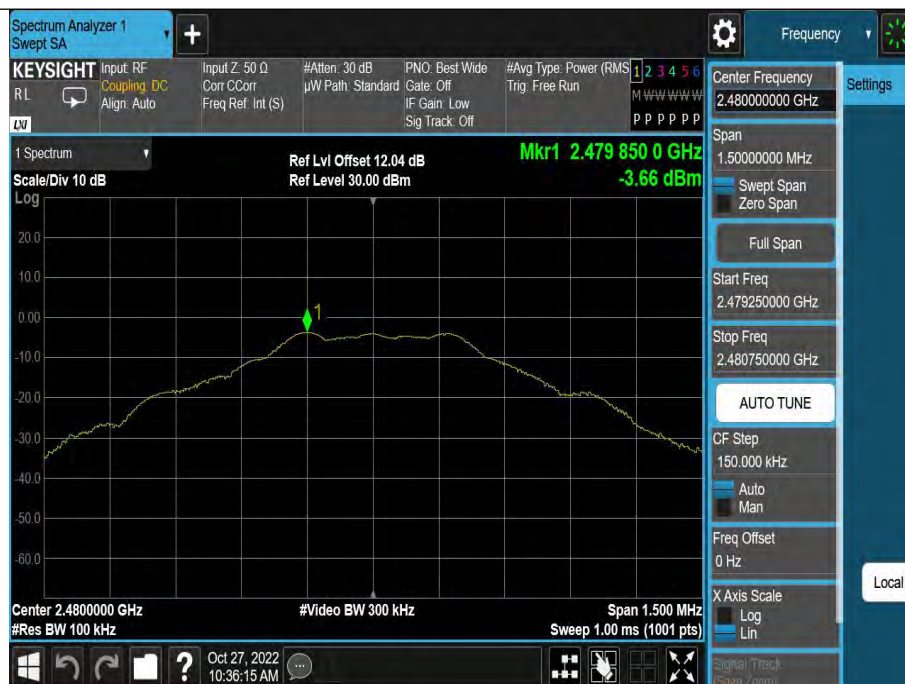 Spectrum Analyzer 1
Swept SA
+
Frequency
KEYSIGHT
RL
LXI
Input: RF
Coupling: DC
Align: Auto
Input Z: 50 Ω
Corr CCorr
Freq Ref: Int (S)
#Atten: 30 dB
µW Path: Standard
PNO: Best Wide
Gate: Off
IF Gain: Low
Sig Track: Off
#Avg Type: Power (RMS
Trig: Free Run
1 2 3 4 5 6
M W W W W W
P P P P P P
1 Spectrum
Scale/Div 10 dB
Log
Ref Lvl Offset 12.04 dB
Ref Level 30.00 dBm
Mkr1 2.479 850 0 GHz
-3.66 dBm
20.0
10.0
0.00
-10.0
-20.0
-30.0
-40.0
-50.0
-60.0
1
Center 2.4800000 GHz
#Res BW 100 kHz
#Video BW 300 kHz
Span 1.500 MHz
Sweep 1.00 ms (1001 pts)
?
Oct 27, 2022
10:36:15 AM
Center Frequency
2.480000000 GHz
Settings
Span
1.50000000 MHz
Swept Span
Zero Span
Full Span
Start Freq
2.479250000 GHz
Stop Freq
2.480750000 GHz
AUTO TUNE
CF Step
150.000 kHz
Auto
Man
Freq Offset
0 Hz
X Axis Scale
Log
Lin
Local
Signal Track
(Span Zoom)